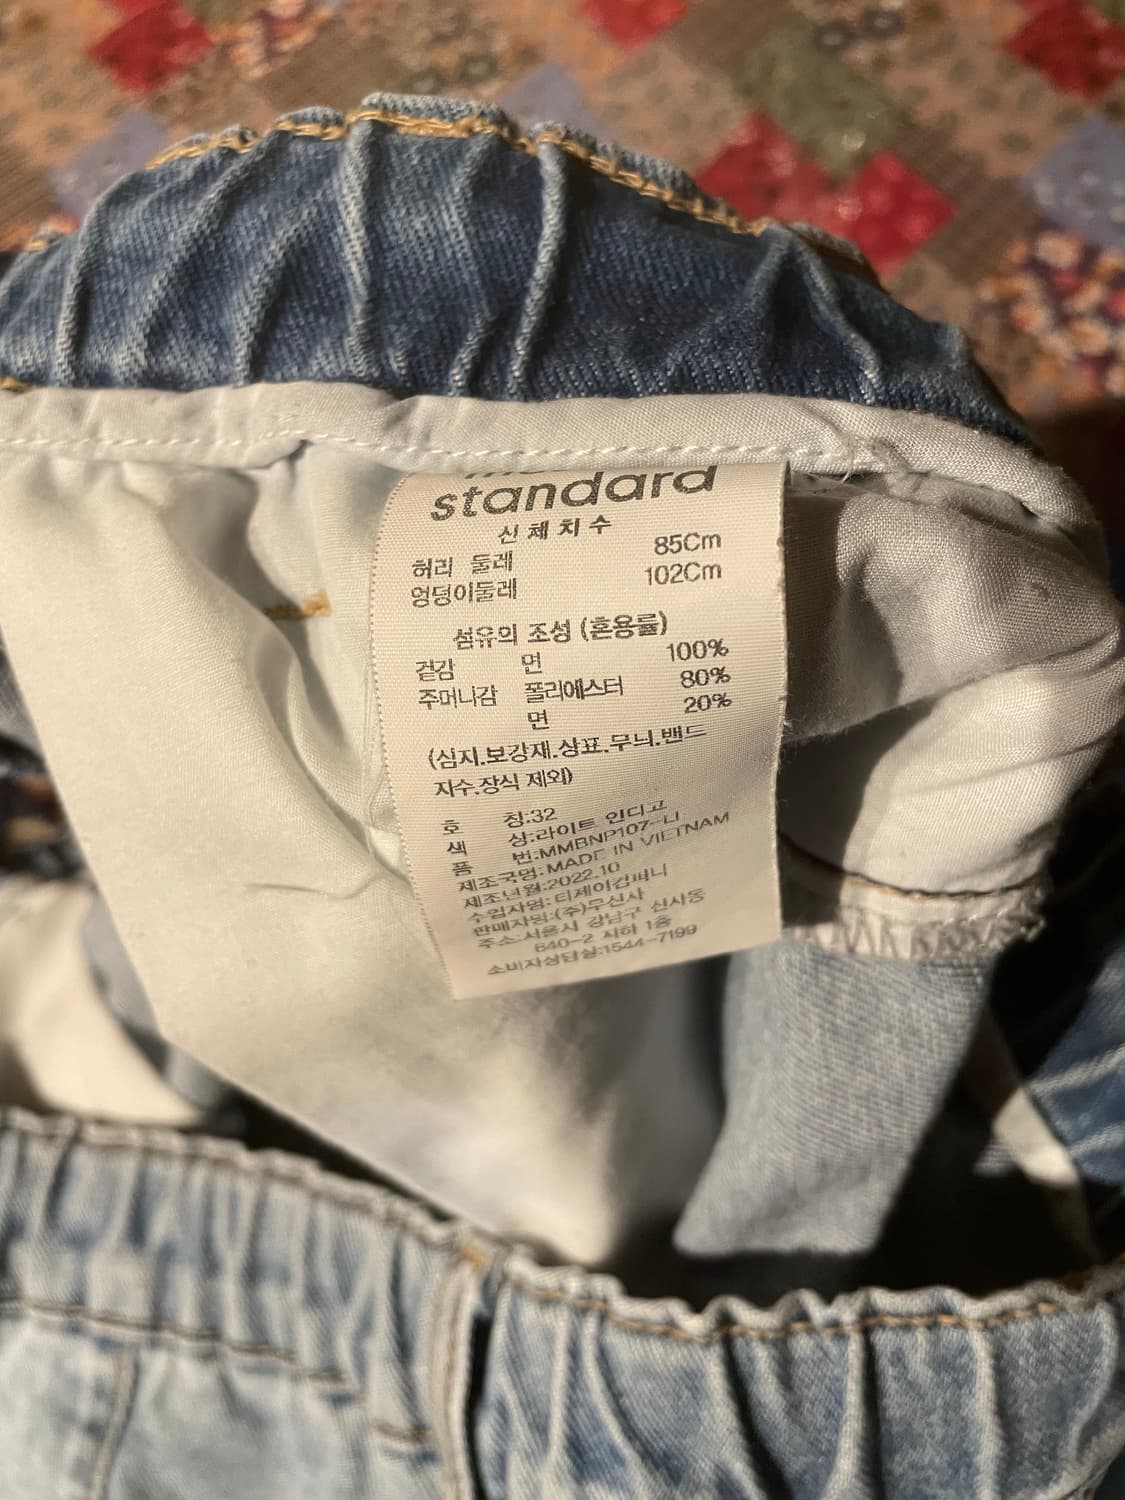 standard
신체치수
허리 둘레 85Cm
엉덩이둘레 102Cm
섬유의 조성 (혼용률)
겉감 면 100%
주머니감 폴리에스터 80%
면 20%
(심지.보강재.상표.무늬.밴드
자수.장식 제외)
호 칭:32
색 상:라이트 인디고
품 번:MMBNP107-LI
제조국명:MADE IN VIETNAM
제조년월:2022.10
수입자명:티제이컴퍼니
판매자명:(주)무신사
주소:서울시 강남구 신사동
640-2 지하 1층
소비자상담실:1544-7199